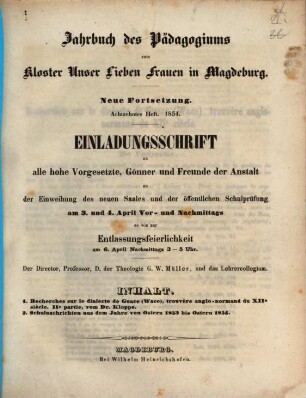 Jahrbuch des Pädagogiums
zum
Kloster Unser Lieben Frauen in Magdeburg.
Neue Fortsetzung.
Achtzehntes Heft. 1854.
EINLADUNGSSCHRIFT
an
alle hohe Vorgesetzte, Gönner und Freunde der Anstalt
zu
der Einweihung des neuen Saales und der öffentlichen Schulprüfung
am 3. und 4. April Vor- und Nachmittags
so wie zur
Entlassungsfeierlichkeit
am 6. April Nachmittags 3—5 Uhr.
Der Director, Professor, D. der Theologie G. W. Müller, und das Lehrercollegium.
INHALT.
1. Recherches sur le dialecte de Guace (Wace), trouvère anglo-normand du XIIe
siècle. IIe partie, von Dr. Kloppe.
2. Schulnachrichten aus dem Jahre von Ostern 1853 bis Ostern 1854.
MAGDEBURG.
Bei Wilhelm Heinrichshofen.